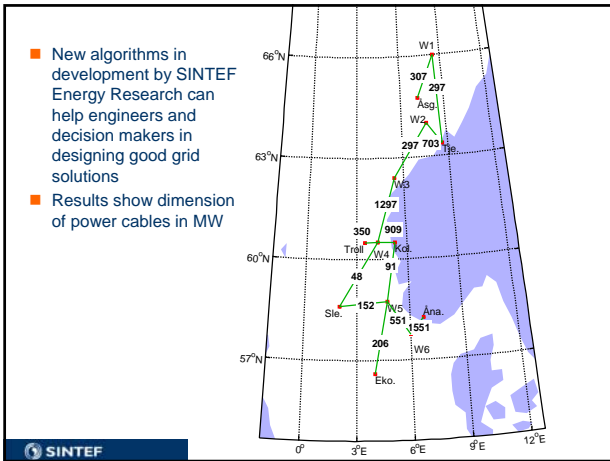 New algorithms in
development by SINTEF
Energy Research can
help engineers and
decision makers in
designing good grid
solutions
Results show dimension
of power cables in MW
66°N
63°N
60°N
57°N
0°
3°E
6°E
9°E
12°E
W1
307
297
Åsg.
W2
297
703
Tje.
W3
1297
350
909
Troll
W4
Kol.
48
91
152
Sle.
W5
Åna.
551
1551
206
W6
Eko.
SINTEF